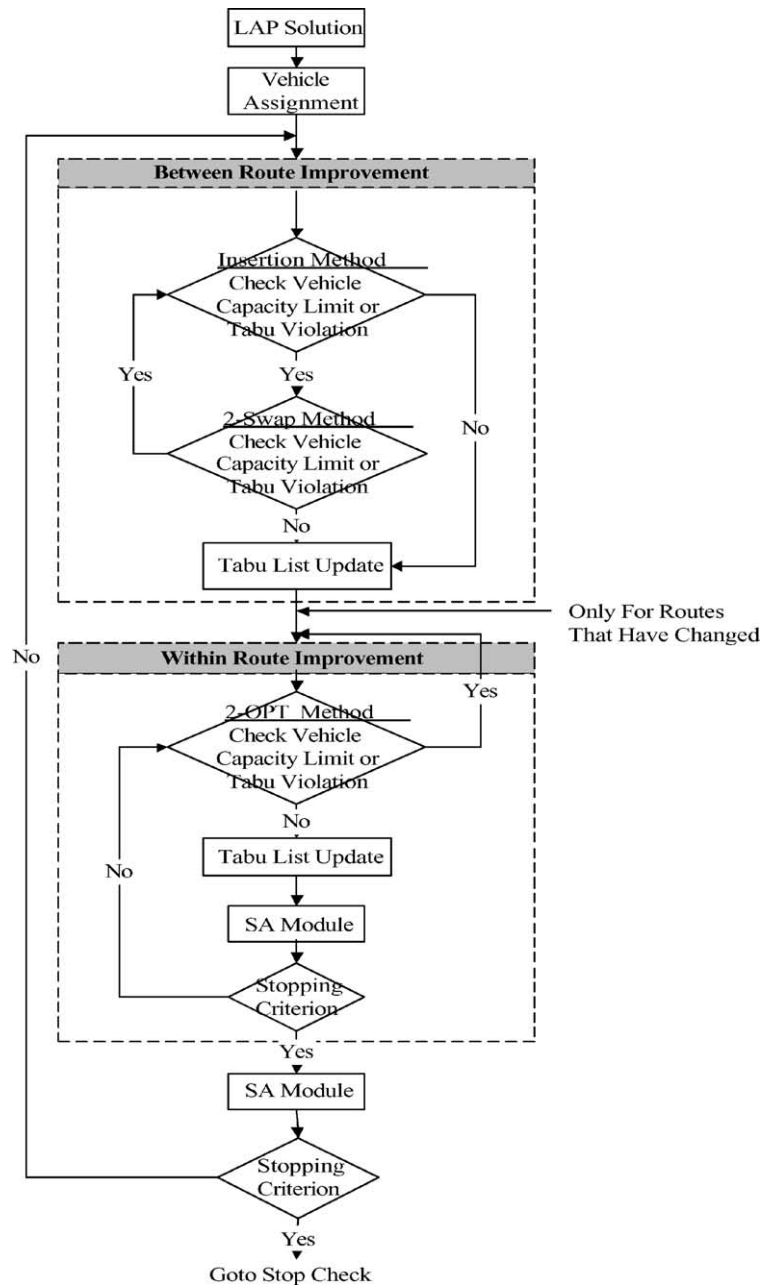 LAP Solution
Vehicle
Assignment
Between Route Improvement
Insertion Method
Check Vehicle
Capacity Limit or
Tabu Violation
Yes
Yes
2-Swap Method
Check Vehicle
Capacity Limit or
Tabu Violation
No
No
Tabu List Update
Only For Routes
That Have Changed
No
Within Route Improvement
Yes
2-OPT Method
Check Vehicle
Capacity Limit or
Tabu Violation
No
No
Tabu List Update
SA Module
Stopping
Criterion
Yes
SA Module
Stopping
Criterion
Yes
Goto Stop Check